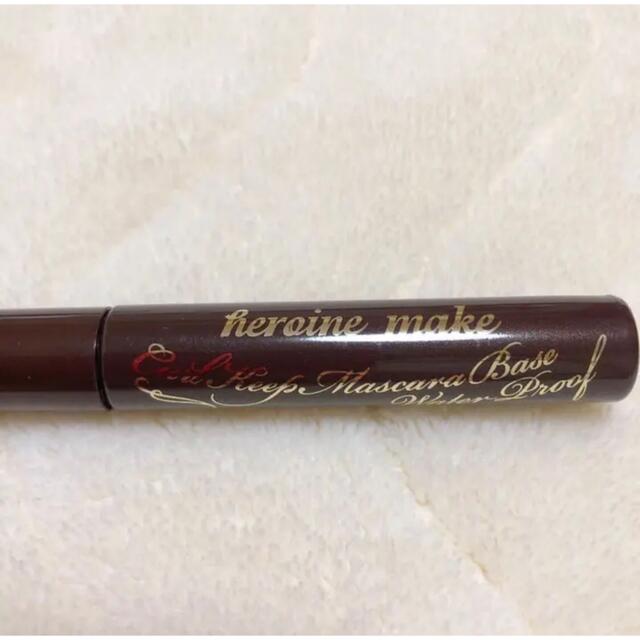 heroine make
Curl Keep Mascara Base
Water Proof